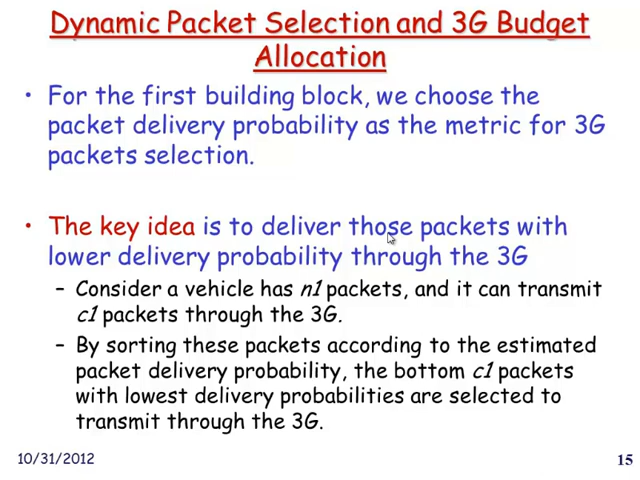 Dynamic Packet Selection and 3G Budget
Allocation
• For the first building block, we choose the
packet delivery probability as the metric for 3G
packets selection.
• The key idea is to deliver those packets with
lower delivery probability through the 3G
– Consider a vehicle has n1 packets, and it can transmit
c1 packets through the 3G.
– By sorting these packets according to the estimated
packet delivery probability, the bottom c1 packets
with lowest delivery probabilities are selected to
transmit through the 3G.
10/31/2012
15